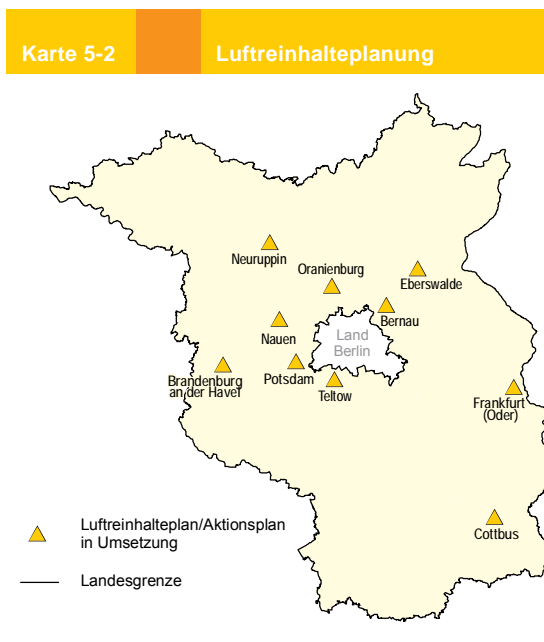 Karte 5-2 Luftreinhalteplanung
Neuruppin
Oranienburg
Eberswalde
Bernau
Nauen
Land
Berlin
Potsdam
Brandenburg
an der Havel
Teltow
Frankfurt
(Oder)
Cottbus
Luftreinhalteplan/Aktionsplan
in Umsetzung
Landesgrenze